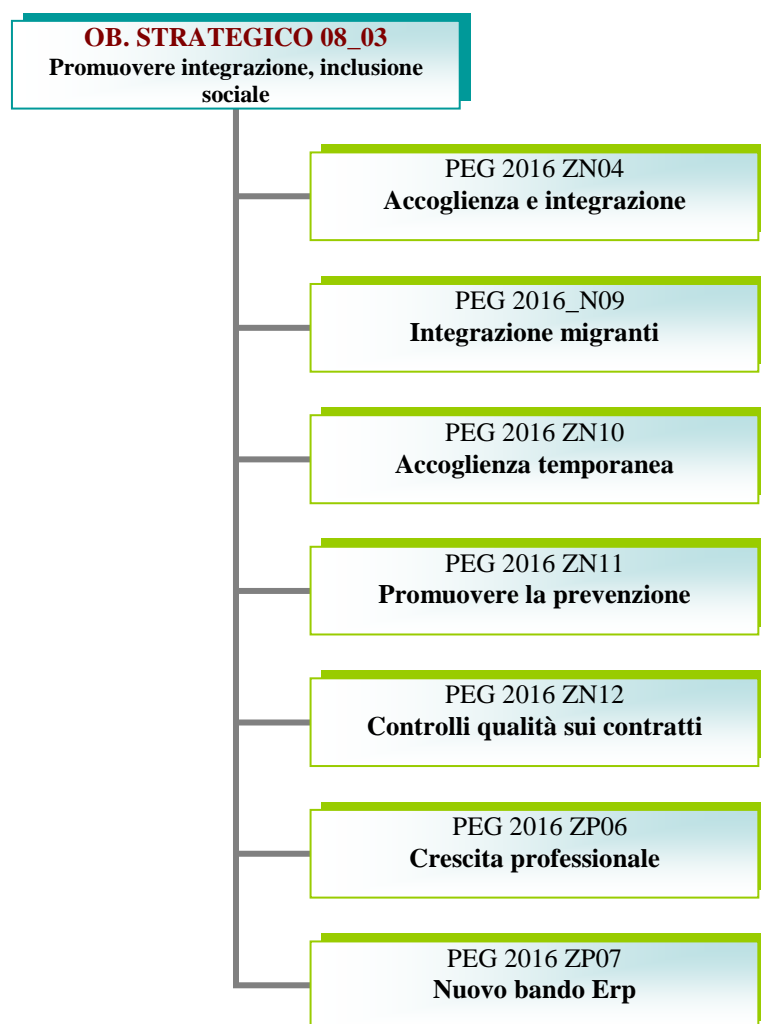 OB. STRATEGICO 08_03
Promuovere integrazione, inclusione
sociale
PEG 2016 ZN04
Accoglienza e integrazione
PEG 2016_N09
Integrazione migranti
PEG 2016 ZN10
Accoglienza temporanea
PEG 2016 ZN11
Promuovere la prevenzione
PEG 2016 ZN12
Controlli qualità sui contratti
PEG 2016 ZP06
Crescita professionale
PEG 2016 ZP07
Nuovo bando Erp